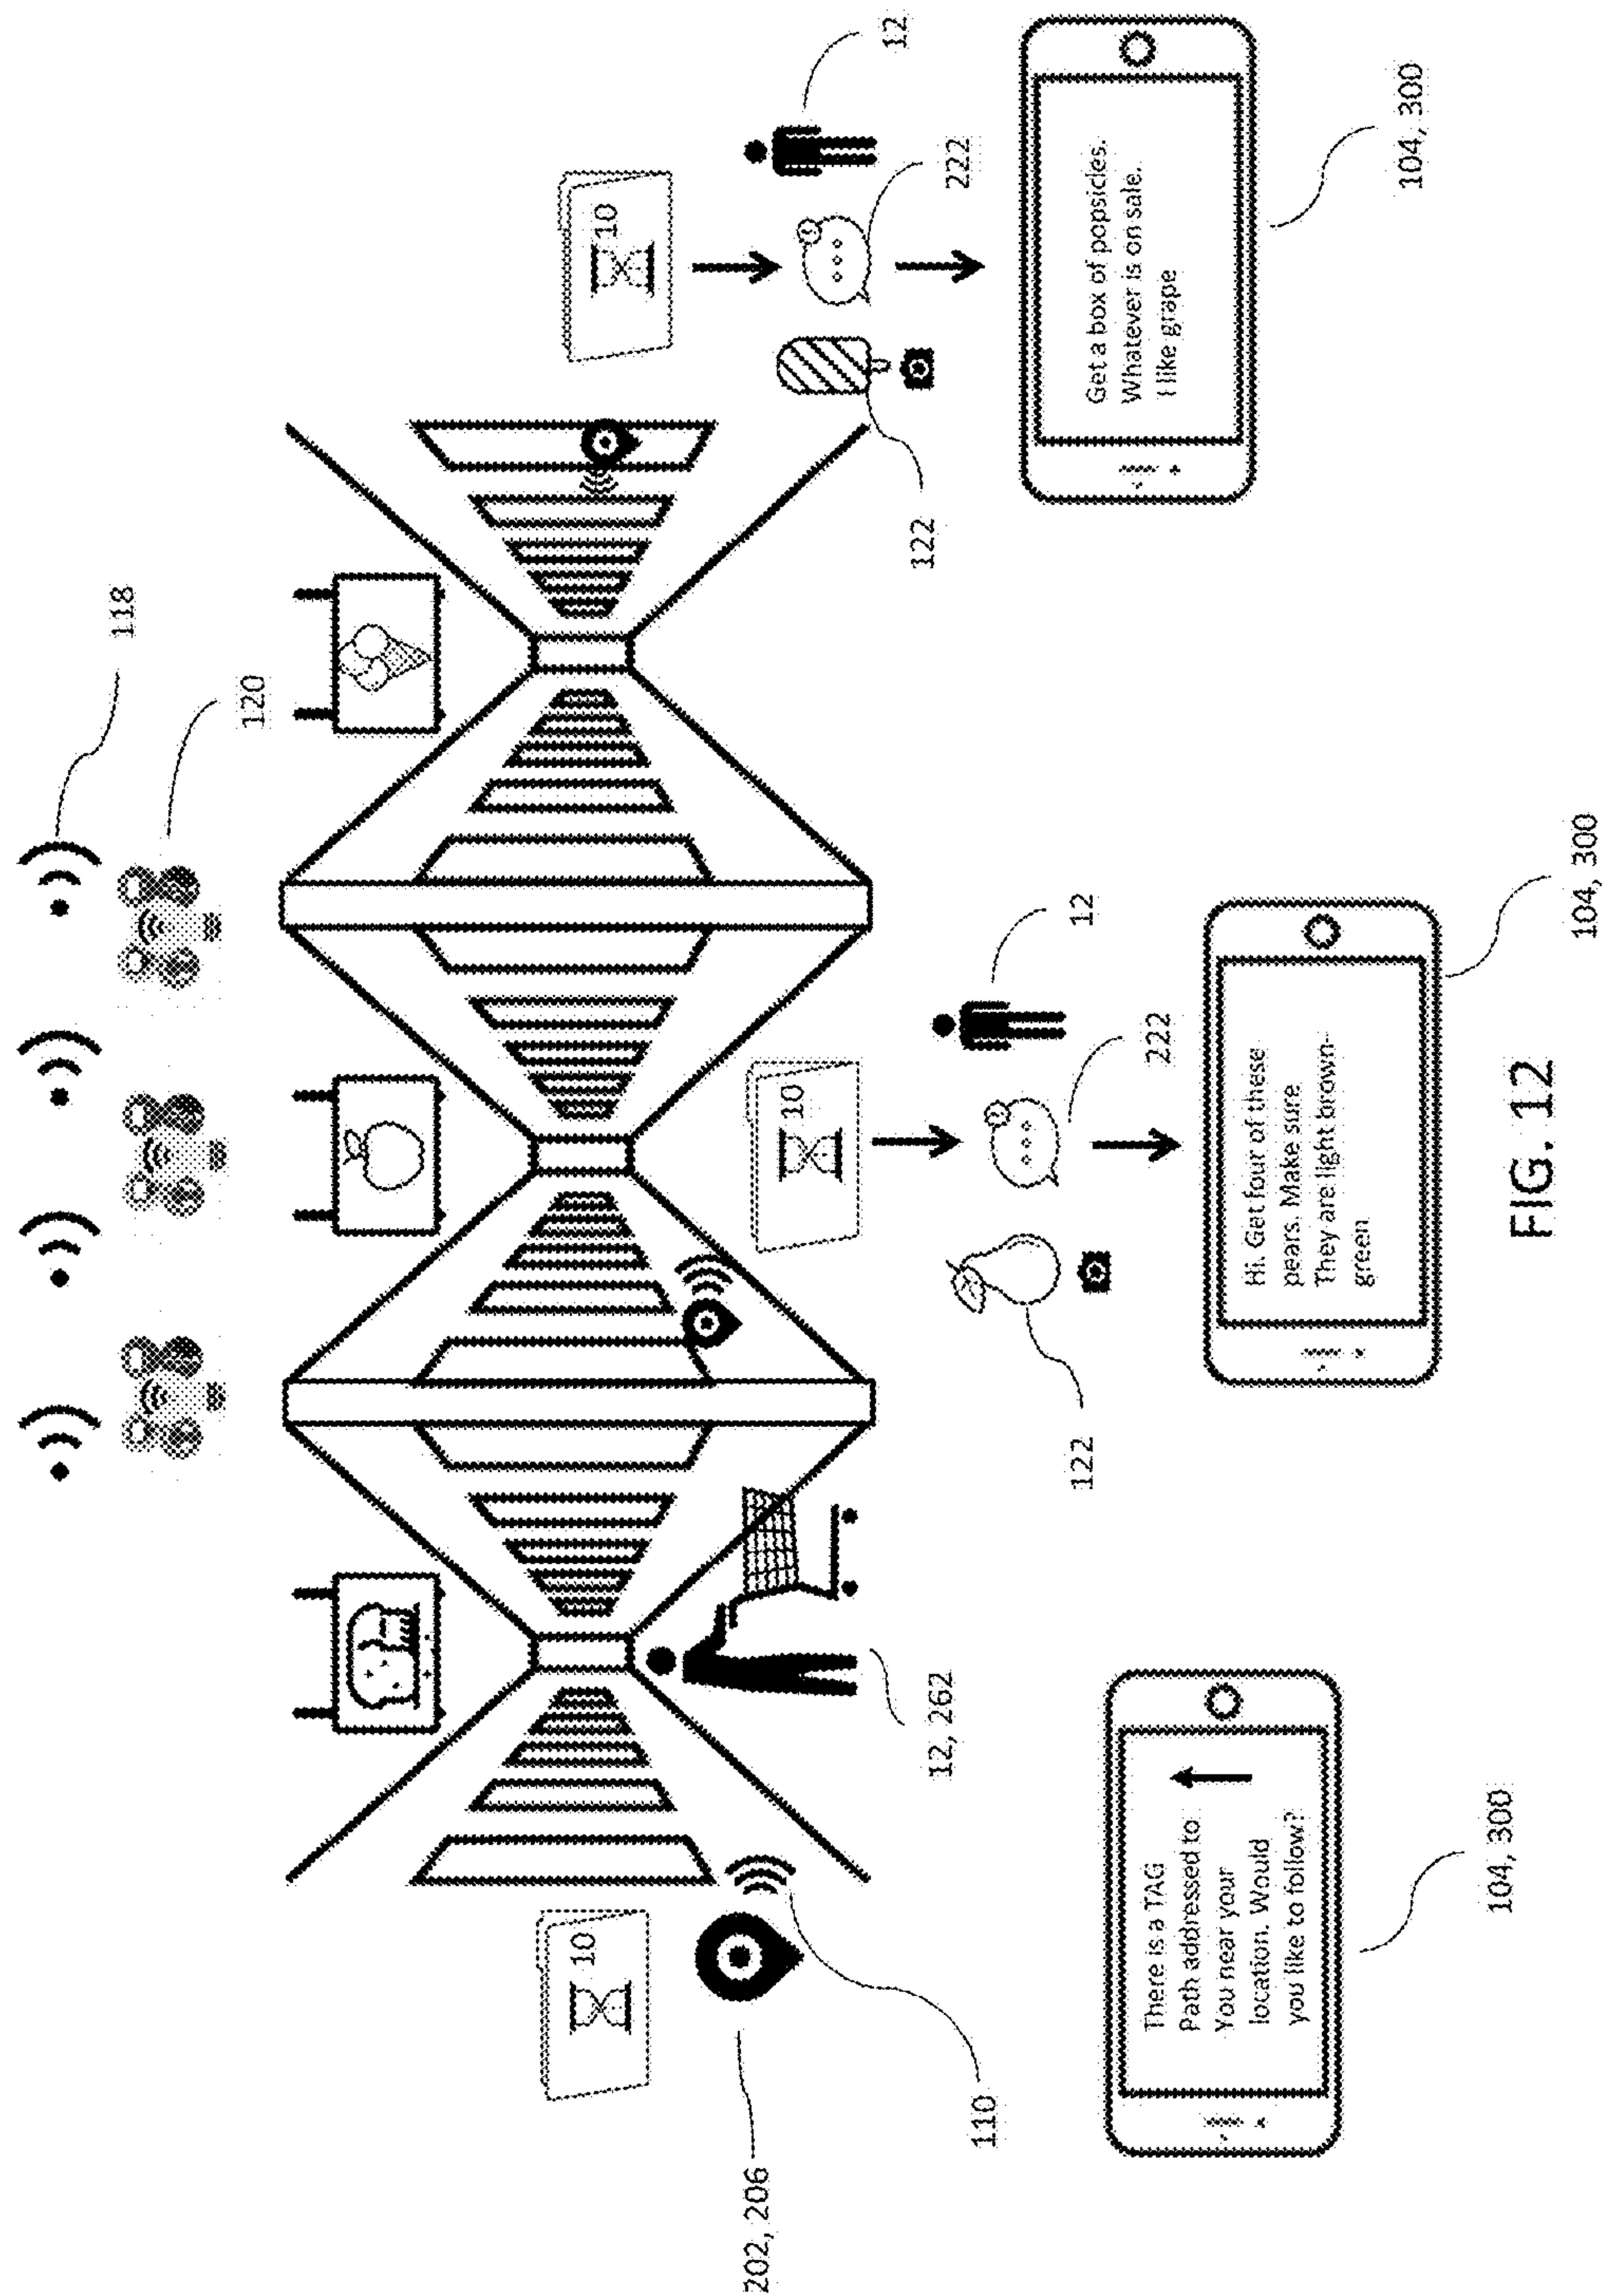 118
120
10
10
10
12
222
122
Get a box of popsicles.
Whatever is on sale.
I like grape
104, 300
12
222
122
Hi. Get four of these
pears. Make sure
They are light brown-
green
104, 300
12, 262
202, 206
110
There is a TAG
Path addressed to
You near your
location. Would
you like to follow?
104, 300
FIG. 12